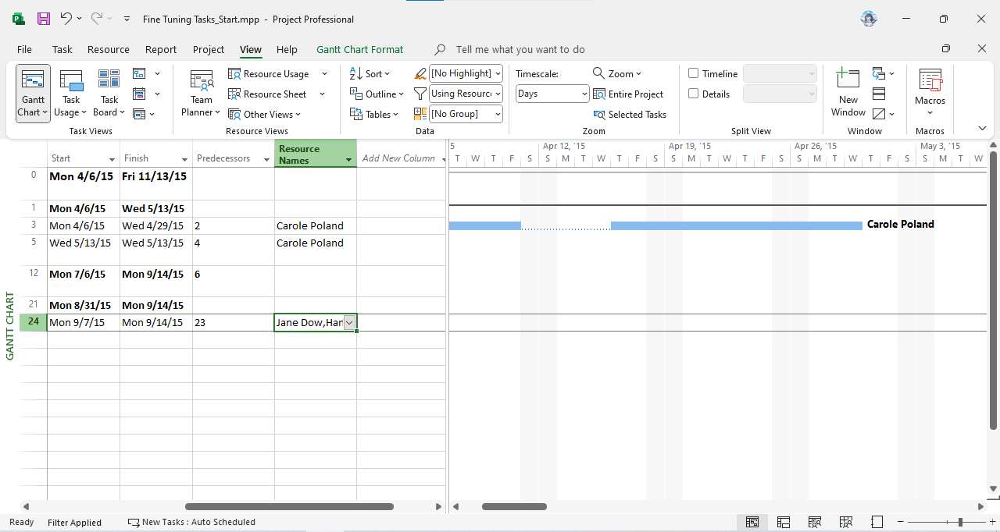 Fine Tuning Tasks_Start.mpp - Project Professional
File Task Resource Report Project View Help Gantt Chart Format Tell me what you want to do
Gantt Chart
Task Usage
Task Board
Task Views
Team Planner
Resource Usage
Resource Sheet
Other Views
Resource Views
Sort
Outline
Tables
[No Highlight]
[No Group]
Data
Timescale:
Days
Zoom
Entire Project
Selected Tasks
Zoom
Timeline
Details
Split View
New Window
Window
Macros
Macros
Start Finish Predecessors Resource Names Add New Column
5 Apr 12, '15 Apr 19, '15 Apr 26, '15 May 3, '15
T W T F S S M T W T F S S M T W T F S S M T W T F S S M T W
0 Mon 4/6/15 Fri 11/13/15
1 Mon 4/6/15 Wed 5/13/15
3 Mon 4/6/15 Wed 4/29/15 2 Carole Poland
Carole Poland
5 Wed 5/13/15 Wed 5/13/15 4 Carole Poland
12 Mon 7/6/15 Mon 9/14/15 6
21 Mon 8/31/15 Mon 9/14/15
24 Mon 9/7/15 Mon 9/14/15 23 Jane Dow,Han
GANTT CHART
Ready Filter Applied New Tasks : Auto Scheduled